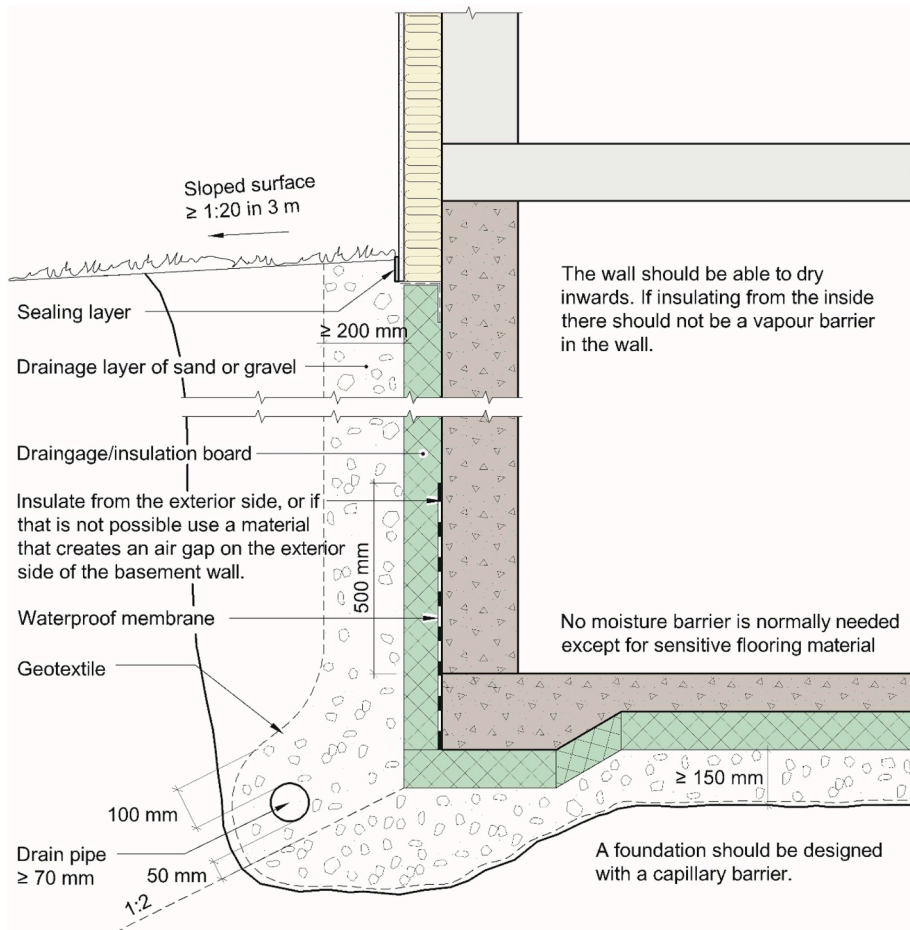 Sloped surface
≥ 1:20 in 3 m
Sealing layer
≥ 200 mm
Drainage layer of sand or gravel
The wall should be able to dry
inwards. If insulating from the inside
there should not be a vapour barrier
in the wall.
Draingage/insulation board
Insulate from the exterior side, or if
that is not possible use a material
that creates an air gap on the exterior
side of the basement wall.
500 mm
Waterproof membrane
Geotextile
No moisture barrier is normally needed
except for sensitive flooring material
≥ 150 mm
100 mm
Drain pipe
≥ 70 mm
50 mm
1:2
A foundation should be designed
with a capillary barrier.